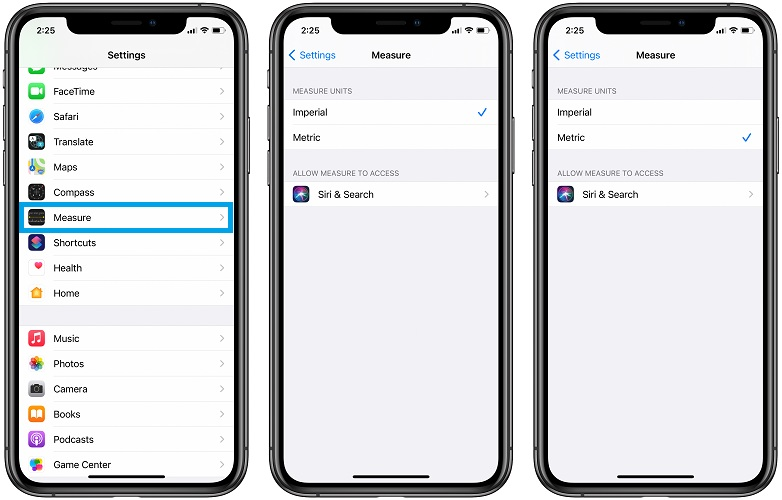 2:25
Settings
Messages
FaceTime
Safari
Translate
Maps
Compass
Measure
Shortcuts
Health
Home
Music
Photos
Camera
Books
Podcasts
Game Center
2:25
Settings
Measure
MEASURE UNITS
Imperial
Metric
ALLOW MEASURE TO ACCESS
Siri & Search
2:25
Settings
Measure
MEASURE UNITS
Imperial
Metric
ALLOW MEASURE TO ACCESS
Siri & Search